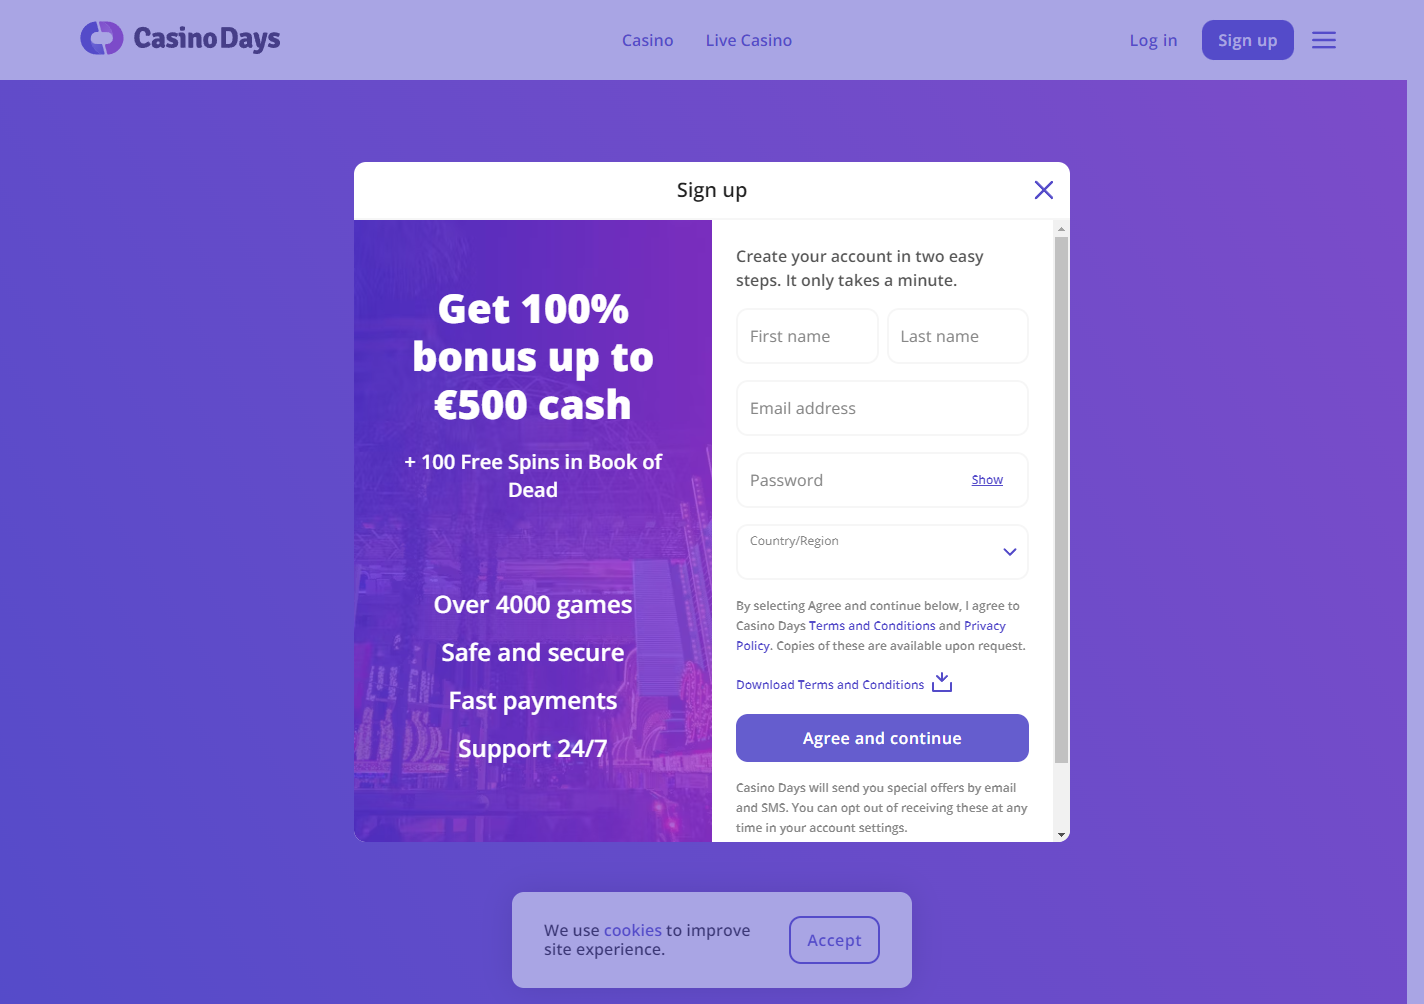 Casino Days
Casino
Live Casino
Log in
Sign up
Sign up
Get 100%
bonus up to
€500 cash
+ 100 Free Spins in Book of
Dead
Over 4000 games
Safe and secure
Fast payments
Support 24/7
Create your account in two easy
steps. It only takes a minute.
First name
Last name
Email address
Password
Show
Country/Region
By selecting Agree and continue below, I agree to
Casino Days Terms and Conditions and Privacy
Policy. Copies of these are available upon request.
Download Terms and Conditions
Agree and continue
Casino Days will send you special offers by email
and SMS. You can opt out of receiving these at any
time in your account settings.
We use cookies to improve
site experience.
Accept